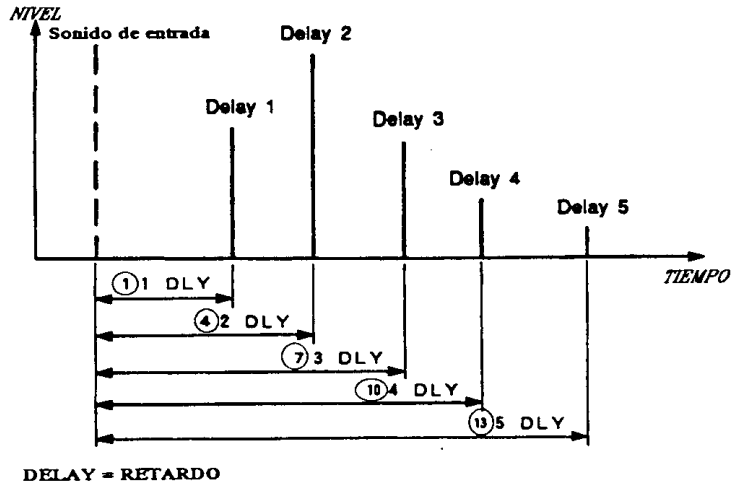 NIVEL
Sonido de entrada
Delay 2
Delay 1
Delay 3
Delay 4
Delay 5
TIEMPO
① 1 DLY
④ 2 DLY
⑦ 3 DLY
⑩ 4 DLY
⑬ 5 DLY
DELAY = RETARDO